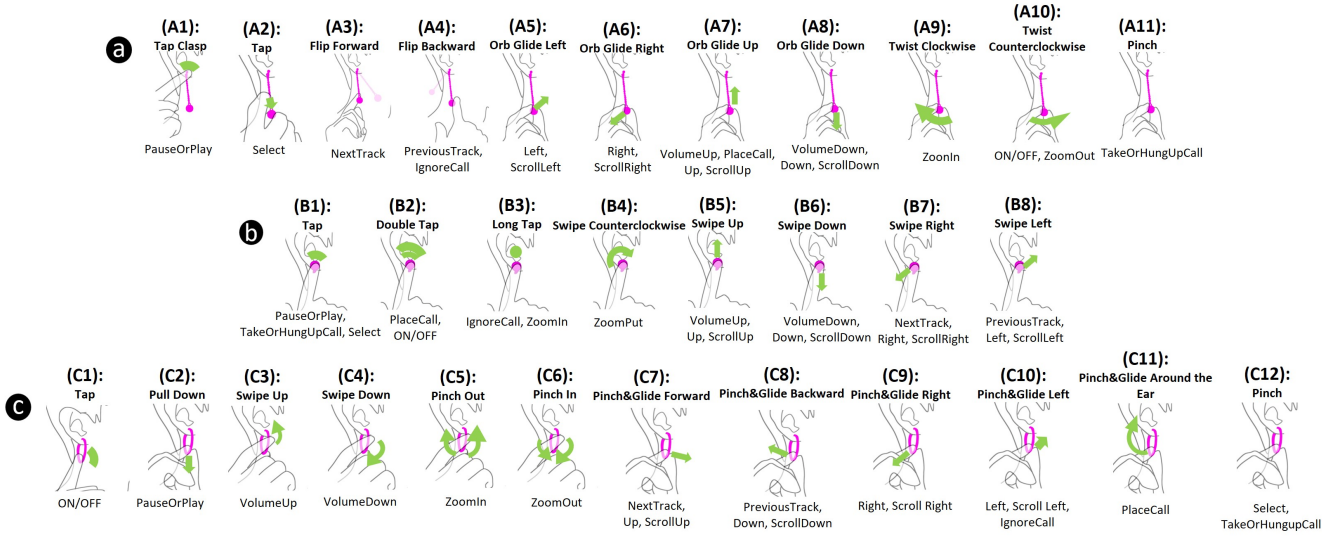 a
(A1):
Tap Clasp
PauseOrPlay
(A2):
Tap
Select
(A3):
Flip Forward
NextTrack
(A4):
Flip Backward
PreviousTrack,
IgnoreCall
(A5):
Orb Glide Left
Left,
ScrollLeft
(A6):
Orb Glide Right
Right,
ScrollRight
(A7):
Orb Glide Up
VolumeUp, PlaceCall,
Up, ScrollUp
(A8):
Orb Glide Down
VolumeDown,
Down, ScrollDown
(A9):
Twist Clockwise
ZoonIn
(A10):
Twist
Counterclockwise
ON/OFF, ZoomOut
(A11):
Pinch
TakeOrHungUpCall
b
(B1):
Tap
PauseOrPlay,
TakeOrHungUpCall, Select
(B2):
Double Tap
PlaceCall,
ON/OFF
(B3):
Long Tap
IgnoreCall, ZoomIn
(B4):
Swipe Counterclockwise
ZoomPut
(B5):
Swipe Up
VolumeUp,
Up, ScrollUp
(B6):
Swipe Down
VolumeDown,
Down, ScrollDown
(B7):
Swipe Right
NextTrack,
Right, ScrollRight
(B8):
Swipe Left
PreviousTrack,
Left, ScrollLeft
c
(C1):
Tap
ON/OFF
(C2):
Pull Down
PauseOrPlay
(C3):
Swipe Up
VolumeUp
(C4):
Swipe Down
VolumeDown
(C5):
Pinch Out
ZoomIn
(C6):
Pinch In
ZoomOut
(C7):
Pinch&Glide Forward
NextTrack,
Up, ScrollUp
(C8):
Pinch&Glide Backward
PreviousTrack,
Down, ScrollDown
(C9):
Pinch&Glide Right
Right, Scroll Right
(C10):
Pinch&Glide Left
Left, Scroll Left,
IgnoreCall
(C11):
Pinch&Glide Around the
Ear
PlaceCall
(C12):
Pinch
Select,
TakeOrHungupCall